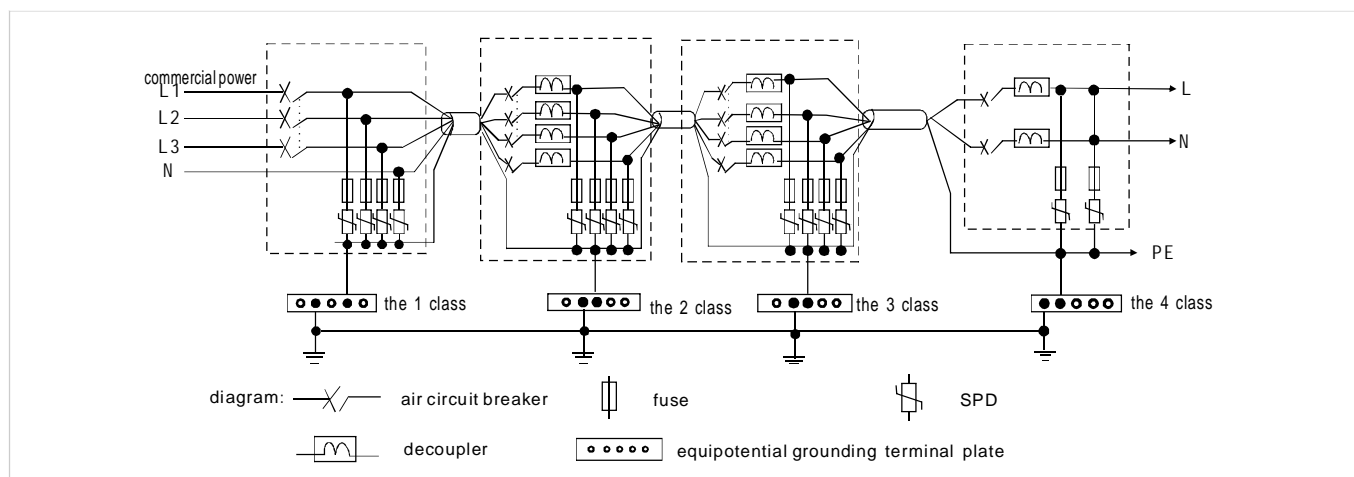 commercial power
L1
L2
L3
N
L
N
PE
the 1 class
the 2 class
the 3 class
the 4 class
diagram:
air circuit breaker
fuse
SPD
decoupler
equipotential grounding terminal plate